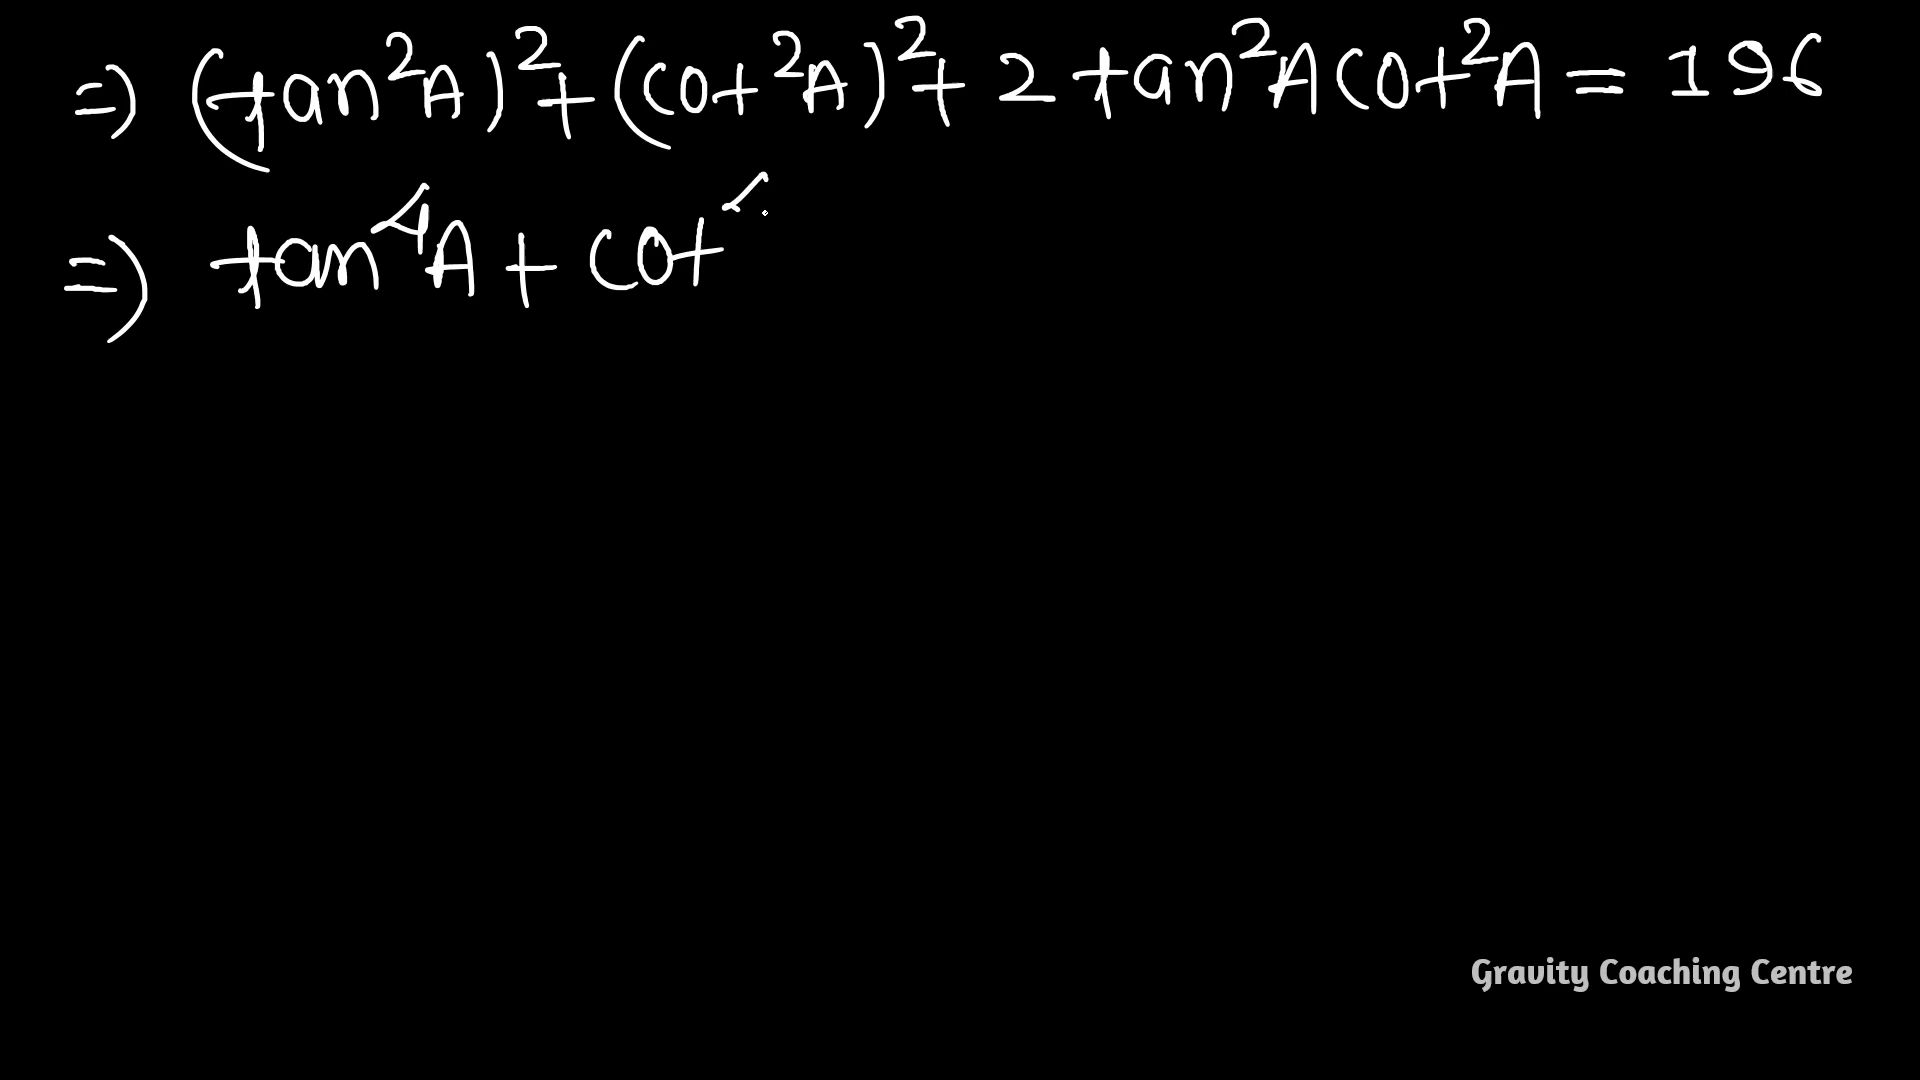 ⇒ (tan²A)² + (cot²A)² + 2 tan²A cot²A = 196
⇒ tan⁴A + cot
Gravity Coaching Centre